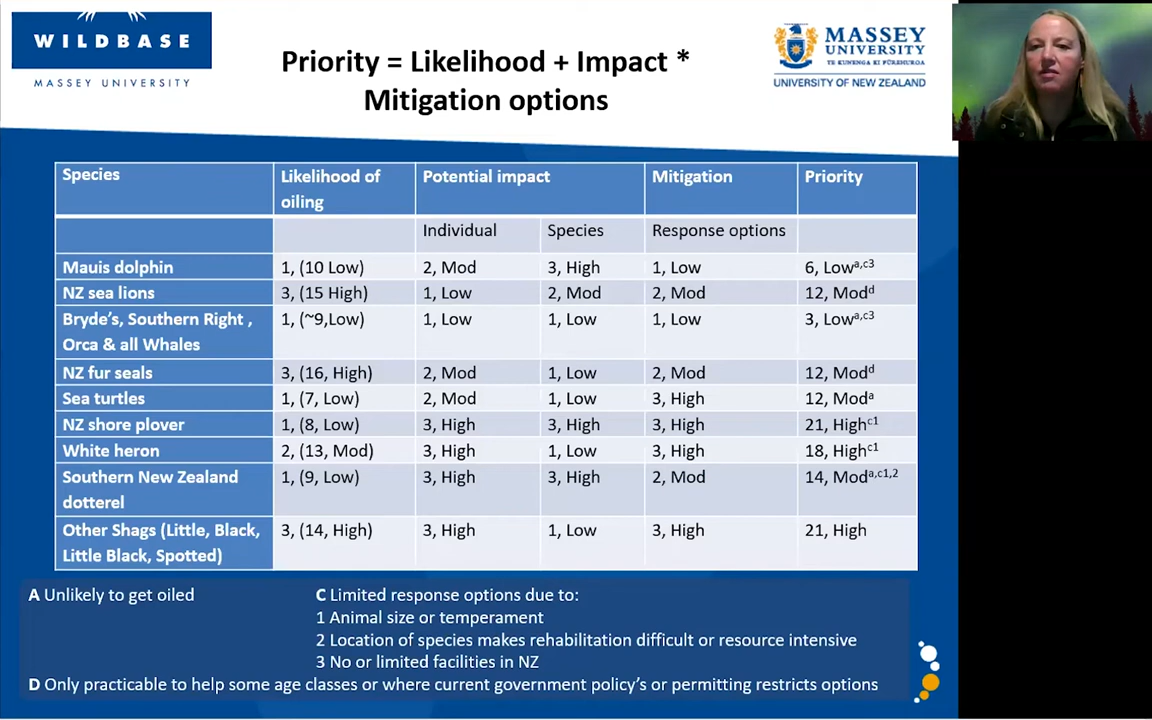 WILDBASE
MASSEY UNIVERSITY
Priority = Likelihood + Impact *
Mitigation options
MASSEY
UNIVERSITY
TE KUNENGA KI PŪREHUROA
UNIVERSITY OF NEW ZEALAND
Species Likelihood of oiling Potential impact Mitigation Priority
Individual Species Response options
Mauis dolphin 1, (10 Low) 2, Mod 3, High 1, Low 6, Lowa,c3
NZ sea lions 3, (15 High) 1, Low 2, Mod 2, Mod 12, Modd
Bryde’s, Southern Right , Orca & all Whales 1, (~9,Low) 1, Low 1, Low 1, Low 3, Lowa,c3
NZ fur seals 3, (16, High) 2, Mod 1, Low 2, Mod 12, Modd
Sea turtles 1, (7, Low) 2, Mod 1, Low 3, High 12, Moda
NZ shore plover 1, (8, Low) 3, High 3, High 3, High 21, Highc1
White heron 2, (13, Mod) 3, High 1, Low 3, High 18, Highc1
Southern New Zealand dotterel 1, (9, Low) 3, High 3, High 2, Mod 14, Moda,c1,2
Other Shags (Little, Black, Little Black, Spotted) 3, (14, High) 3, High 1, Low 3, High 21, High
A Unlikely to get oiled
C Limited response options due to:
1 Animal size or temperament
2 Location of species makes rehabilitation difficult or resource intensive
3 No or limited facilities in NZ
D Only practicable to help some age classes or where current government policy’s or permitting restricts options